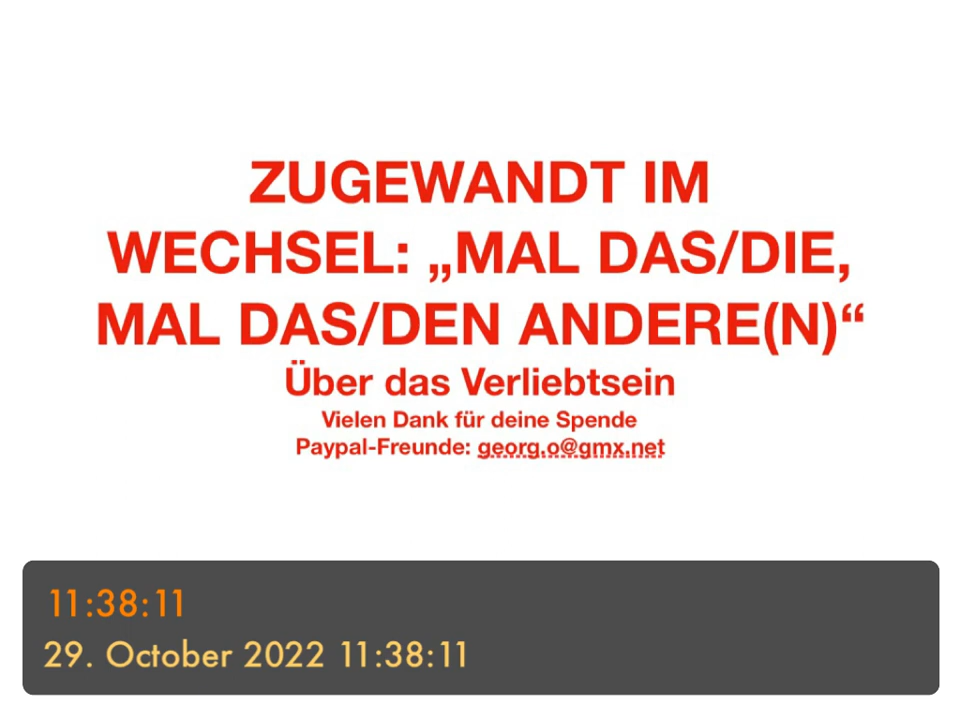 ZUGEWANDT IM
WECHSEL: „MAL DAS/DIE,
MAL DAS/DEN ANDERE(N)“
Über das Verliebtsein
Vielen Dank für deine Spende
Paypal-Freunde: georg.o@gmx.net
11:38:11
29. October 2022 11:38:11